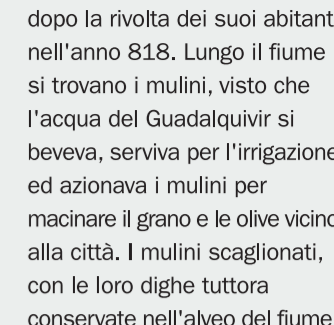 dopo la rivolta dei suoi abitant
nell'anno 818. Lungo il fiume
si trovano i mulini, visto che
l'acqua del Guadalquivir si
beveva, serviva per l'irrigazione
ed azionava i mulini per
macinare il grano e le olive vicino
alla città. I mulini scaglionati,
con le loro dighe tuttora
conservate nell'alveo del fiume